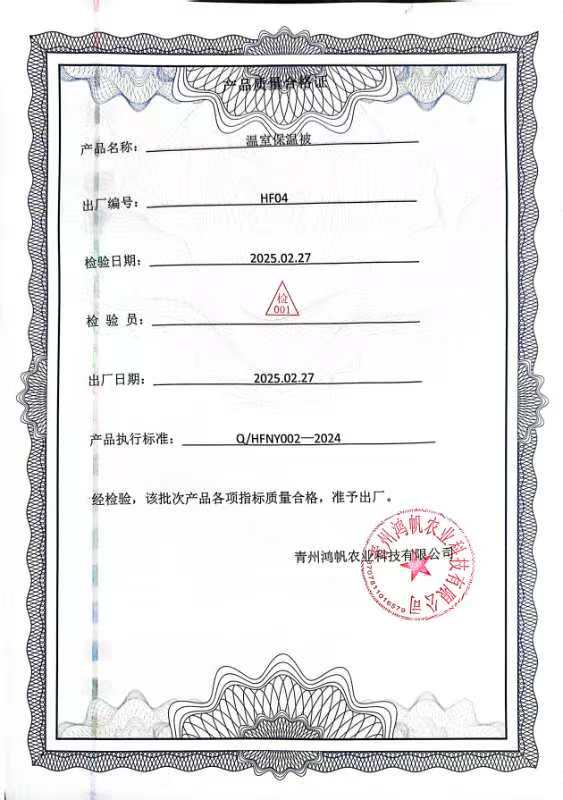 产品质量合格证
产品名称: 温室保温被
出厂编号: HF04
检验日期: 2025.02.27
检 验 员: 检 001
出厂日期: 2025.02.27
产品执行标准: Q/HFNY002—2024
经检验，该批次产品各项指标质量合格，准予出厂。
青州鸿帆农业科技有限公司
青州鸿帆农业科技有限公司